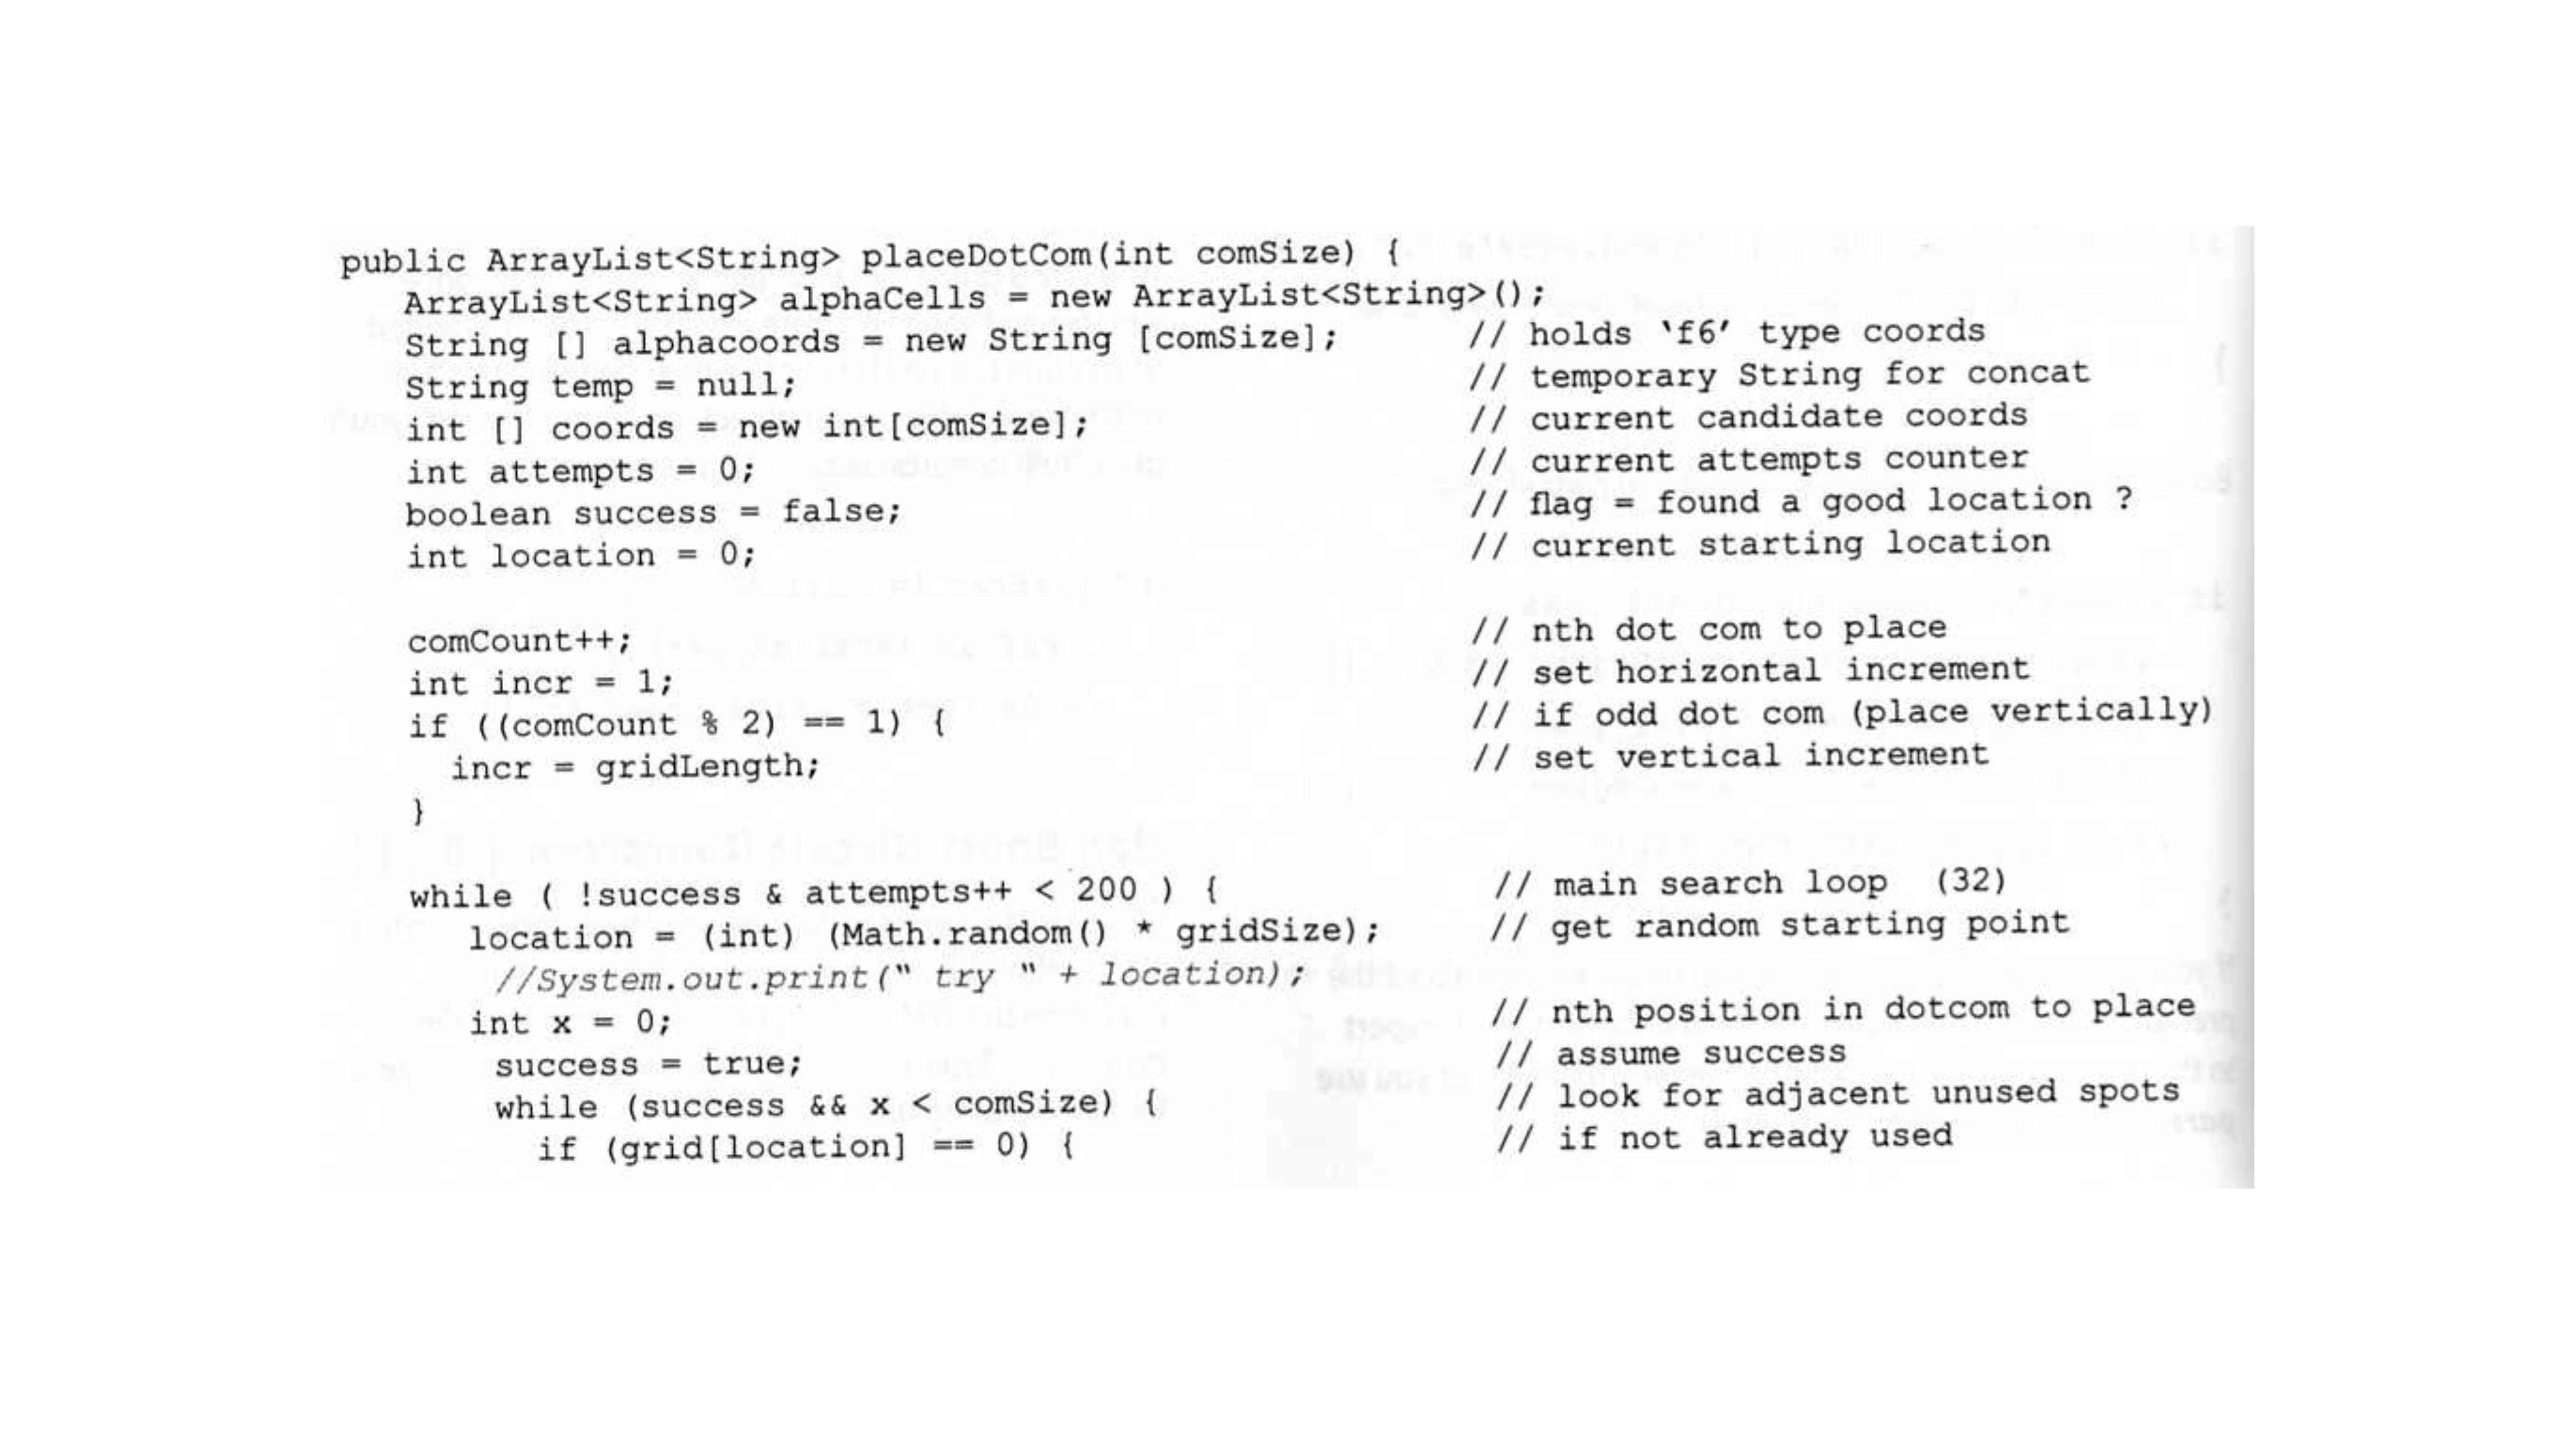 public ArrayList<String> placeDotCom(int comSize) {
ArrayList<String> alphaCells = new ArrayList<String>();
String [] alphacoords = new String [comSize]; // holds ‘f6’ type coords
String temp = null; // temporary String for concat
int [] coords = new int[comSize]; // current candidate coords
int attempts = 0; // current attempts counter
boolean success = false; // flag = found a good location ?
int location = 0; // current starting location
comCount++; // nth dot com to place
int incr = 1; // set horizontal increment
if ((comCount % 2) == 1) { // if odd dot com (place vertically)
incr = gridLength; // set vertical increment
}
while ( !success & attempts++ < 200 ) { // main search loop (32)
location = (int) (Math.random() * gridSize); // get random starting point
//System.out.print(" try " + location);
int x = 0; // nth position in dotcom to place
success = true; // assume success
while (success && x < comSize) { // look for adjacent unused spots
if (grid[location] == 0) { // if not already used